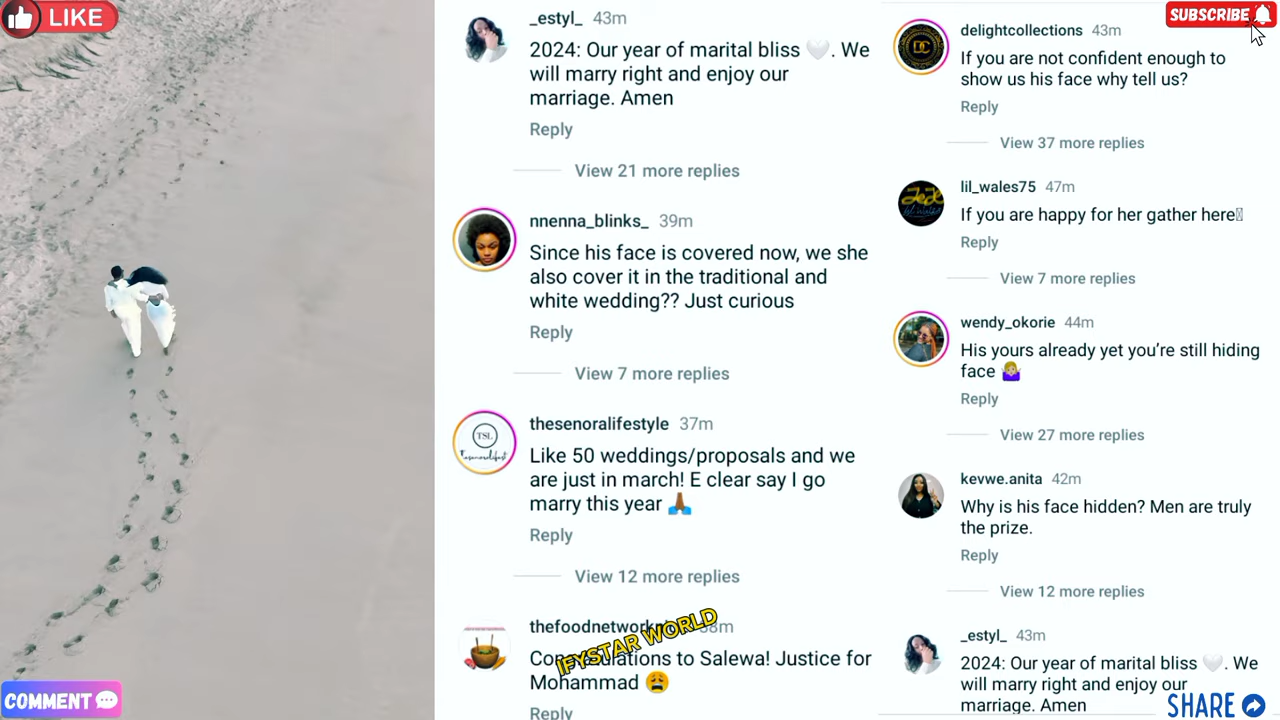 LIKE
_estyl_ 43m
2024: Our year of marital bliss 🤍. We
will marry right and enjoy our
marriage. Amen
Reply
View 21 more replies
nnenna_blinks_ 39m
Since his face is covered now, we she
also cover it in the traditional and
white wedding?? Just curious
Reply
View 7 more replies
thesenoralifestyle 37m
TSL
Like 50 weddings/proposals and we
are just in march! E clear say I go
marry this year 🙏🏾
Reply
View 12 more replies
38m
IFYSTAR WORLD
Congratulations to Salewa! Justice for
Mohammad 😩
Reply
COMMENT
SUBSCRIBE
delightcollections 43m
DC
If you are not confident enough to
show us his face why tell us?
Reply
View 37 more replies
lil_wales75 47m
If you are happy for her gather here
Reply
View 7 more replies
wendy_okorie 44m
His yours already yet you’re still hiding
face 🤷🏼‍♀️
Reply
View 27 more replies
kevwe.anita 42m
Why is his face hidden? Men are truly
the prize.
Reply
View 12 more replies
_estyl_ 43m
2024: Our year of marital bliss 🤍. We
will marry right and enjoy our
marriage. Amen
SHARE